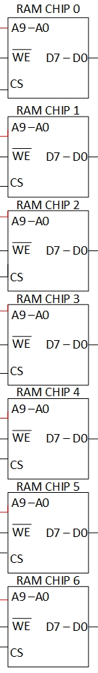 RAM CHIP 0
A9–A0
WE D7 – D0
CS
RAM CHIP 1
A9–A0
WE D7 – D0
CS
RAM CHIP 2
A9–A0
WE D7 – D0
CS
RAM CHIP 3
A9–A0
WE D7 – D0
CS
RAM CHIP 4
A9–A0
WE D7 – D0
CS
RAM CHIP 5
A9–A0
WE D7 – D0
CS
RAM CHIP 6
A9–A0
WE D7 – D0
CS